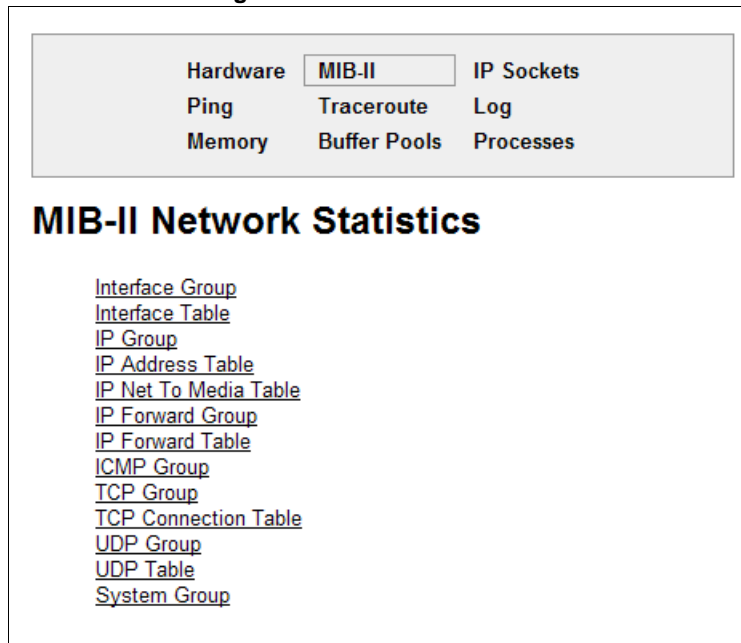 Hardware MIB-II IP Sockets
Ping Traceroute Log
Memory Buffer Pools Processes
MIB-II Network Statistics
Interface Group
Interface Table
IP Group
IP Address Table
IP Net To Media Table
IP Forward Group
IP Forward Table
ICMP Group
TCP Group
TCP Connection Table
UDP Group
UDP Table
System Group